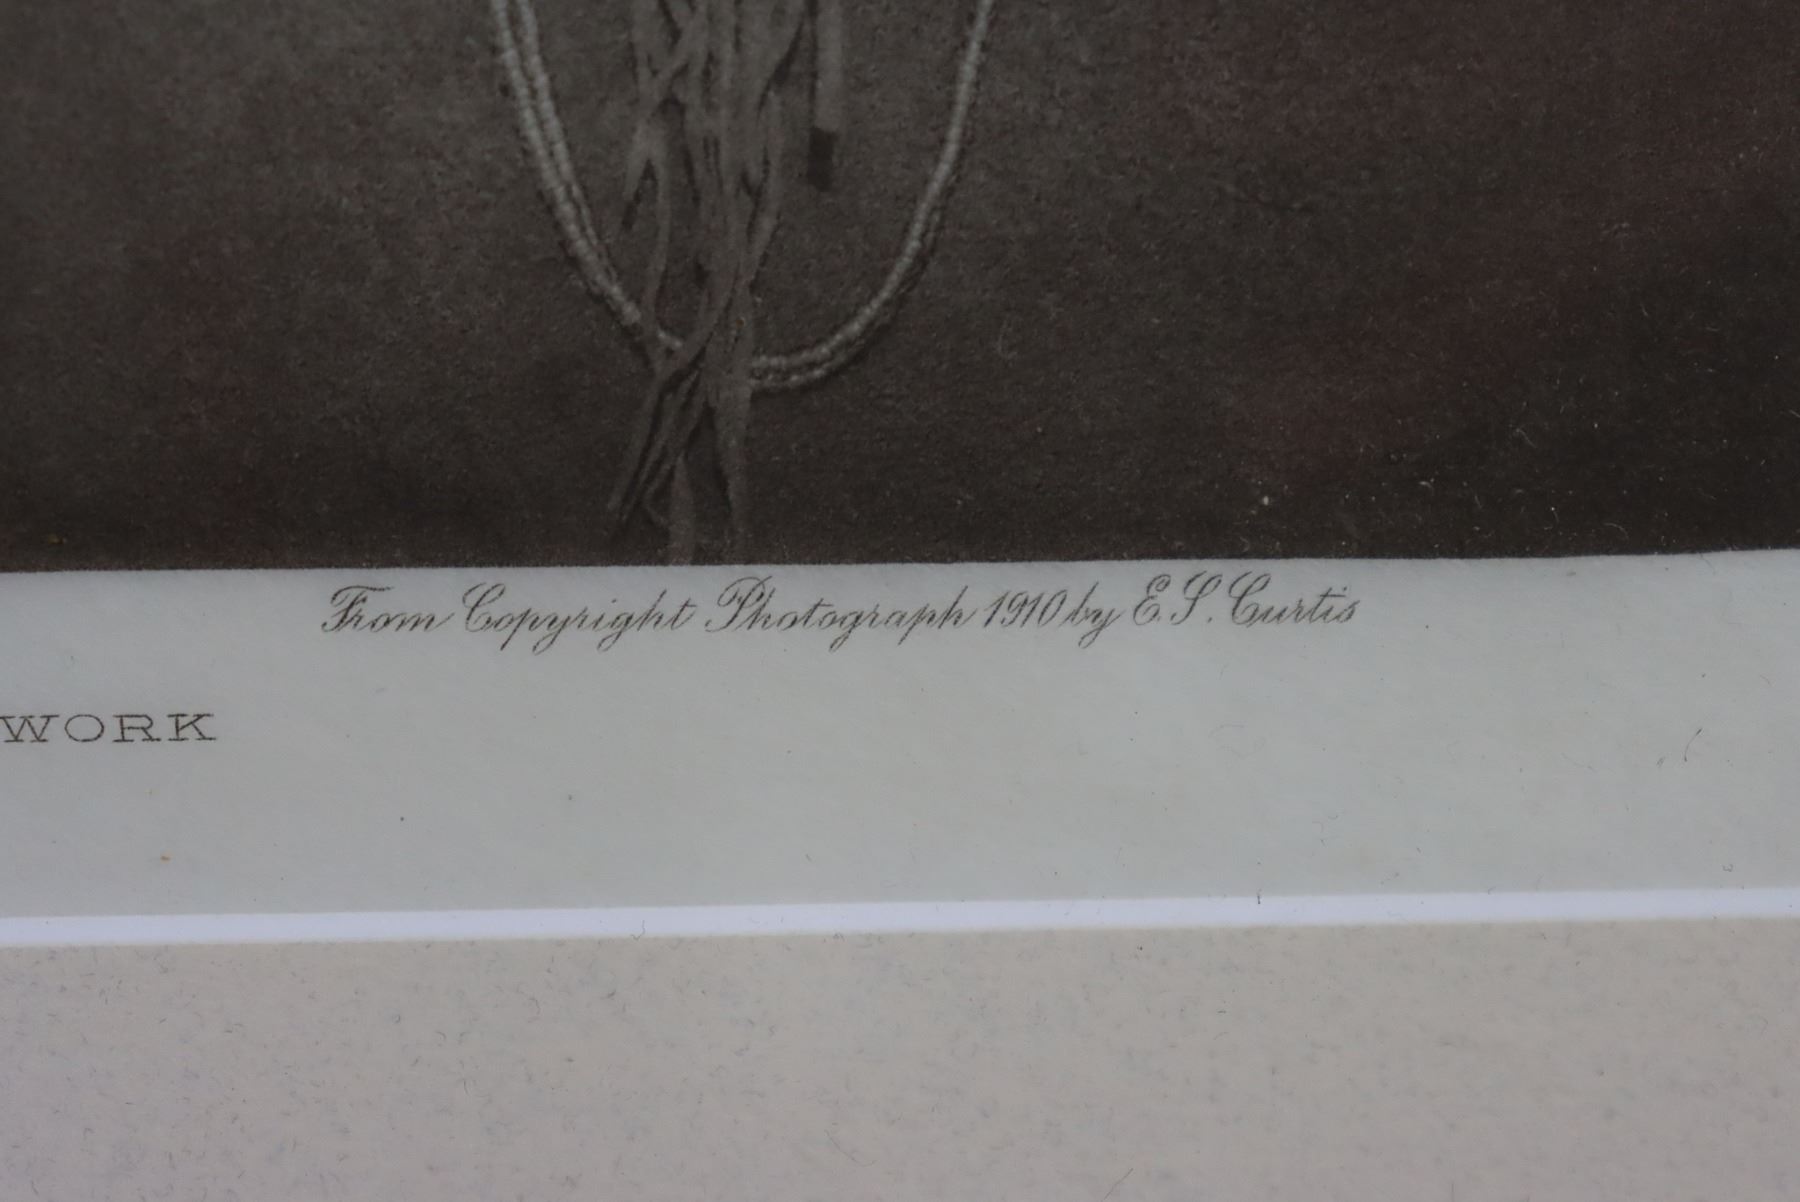 From Copyright Photograph 1910 by E. S. Curtis
WORK